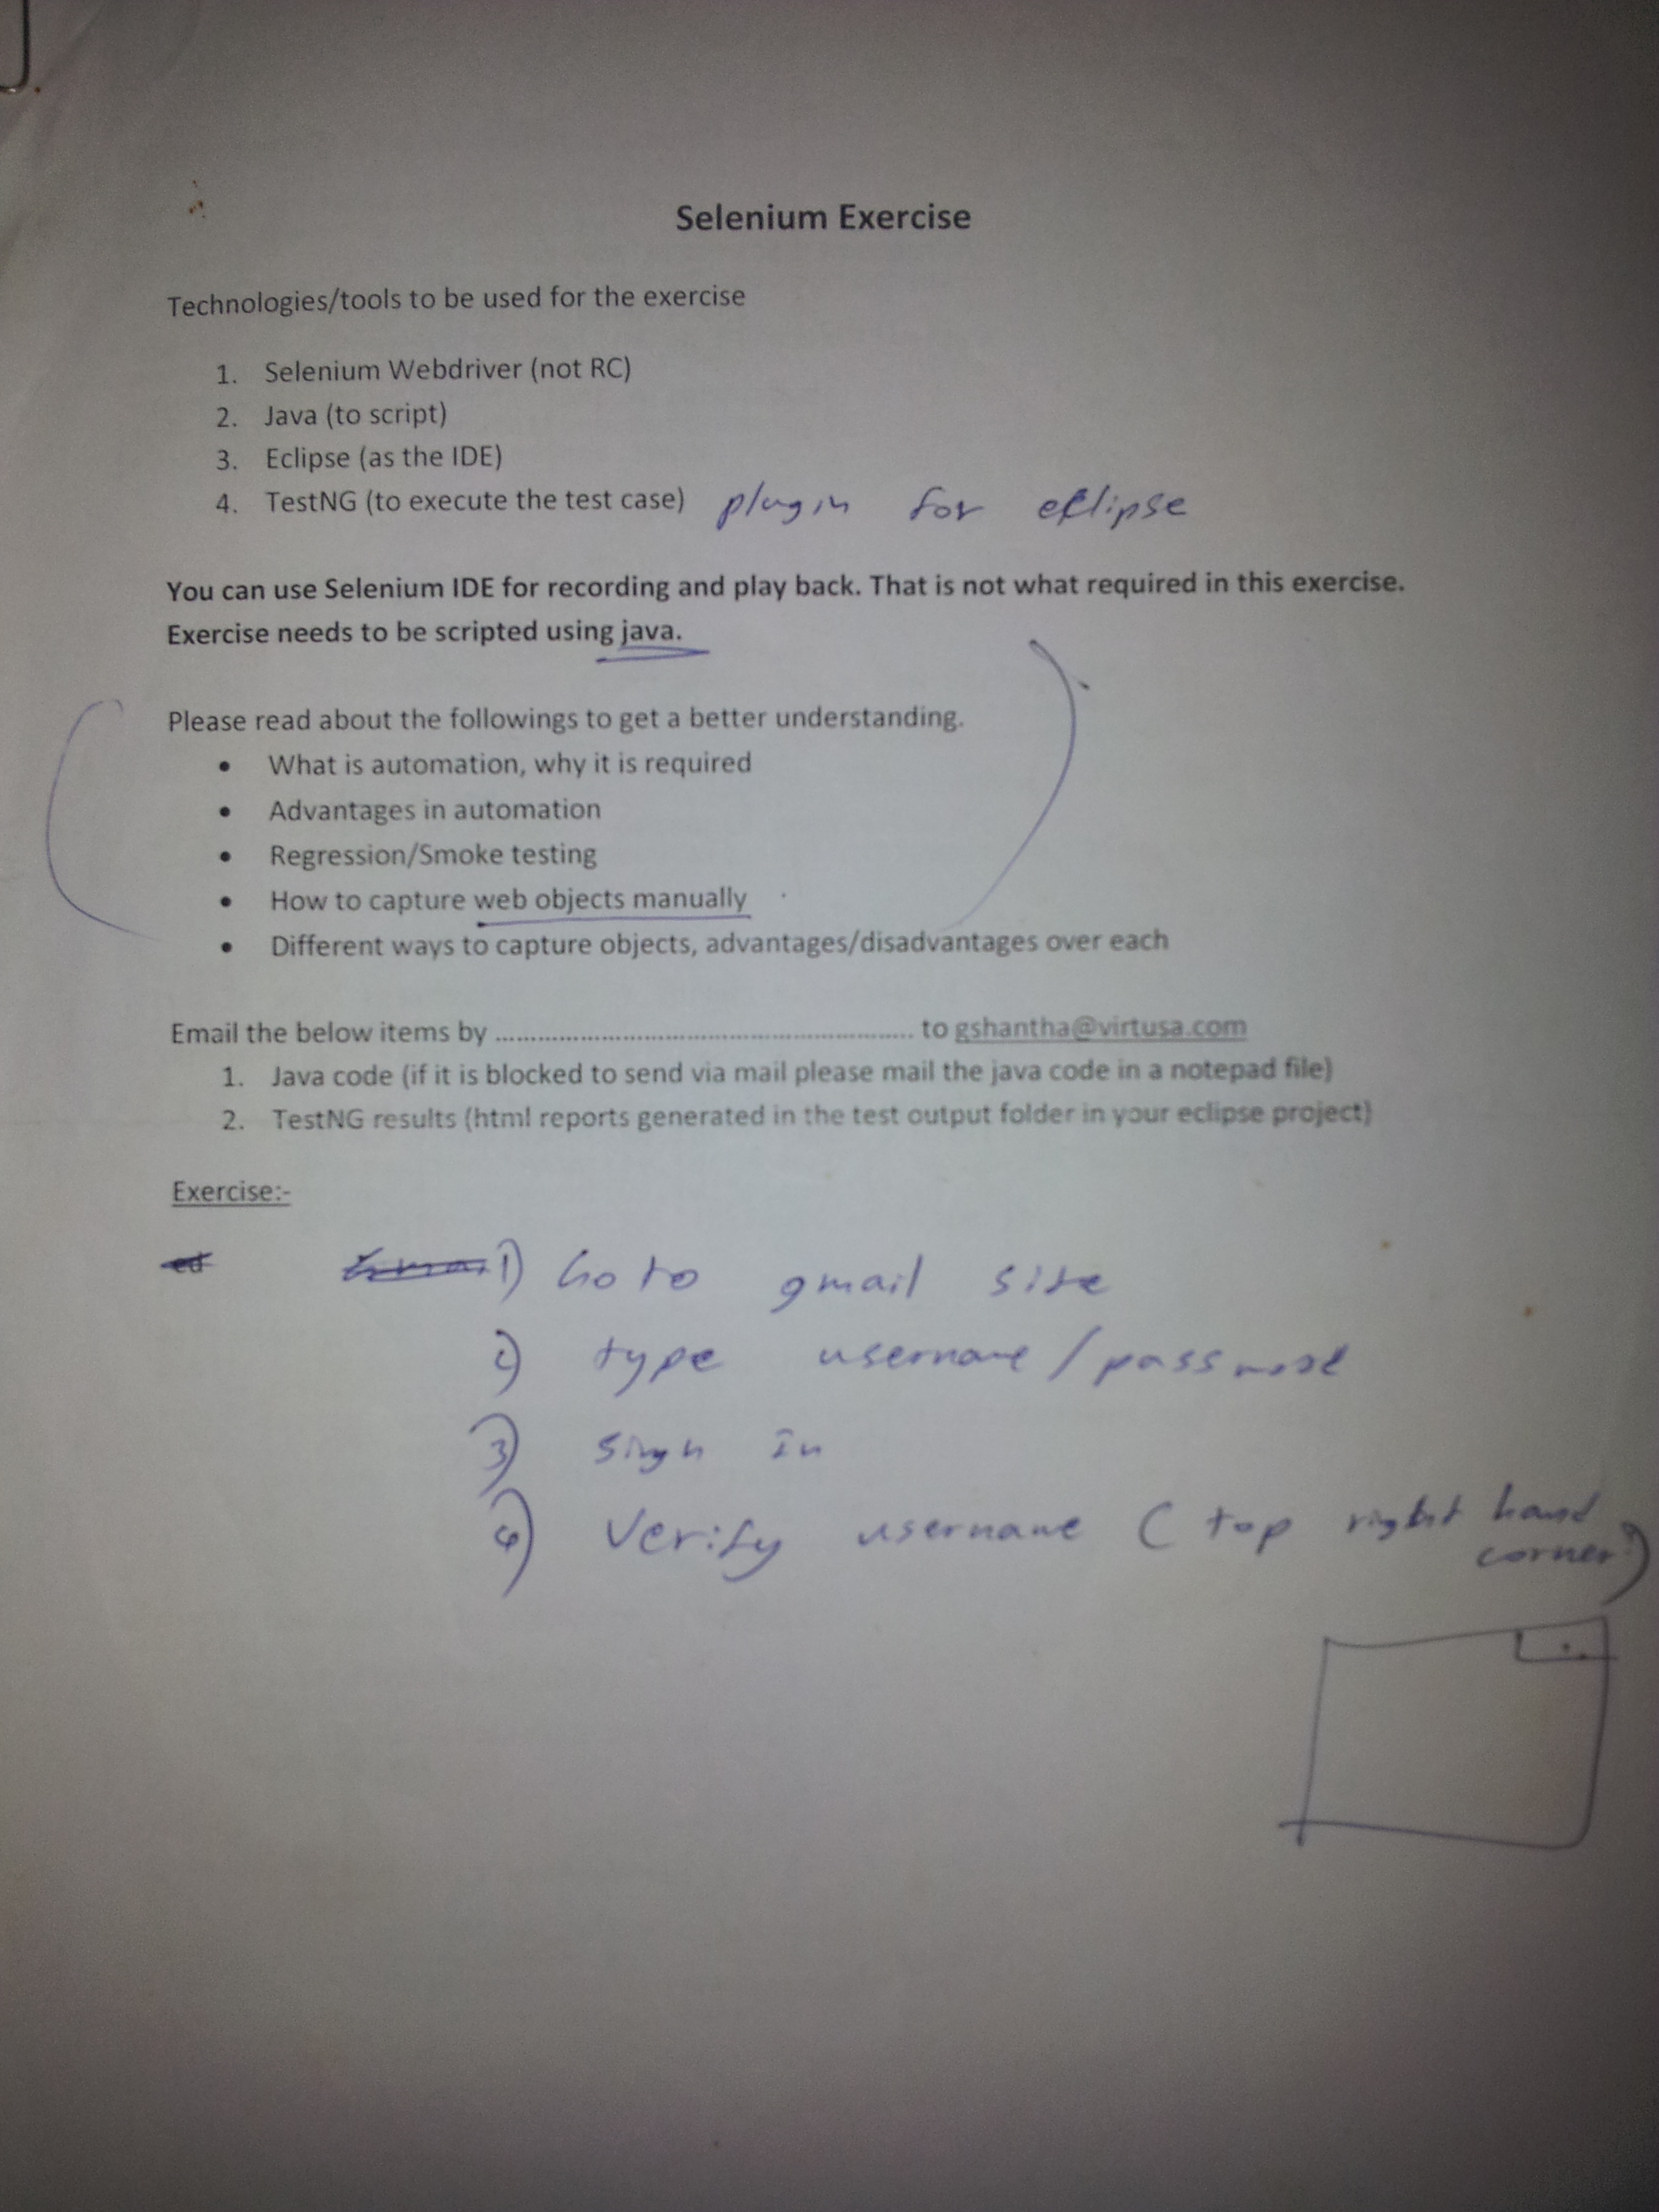 Selenium Exercise
Technologies/tools to be used for the exercise
1. Selenium Webdriver (not RC)
2. Java (to script)
3. Eclipse (as the IDE)
4. TestNG (to execute the test case) plugin for eclipse
You can use Selenium IDE for recording and play back. That is not what required in this exercise.
Exercise needs to be scripted using java.
Please read about the followings to get a better understanding.
• What is automation, why it is required
• Advantages in automation
• Regression/Smoke testing
• How to capture web objects manually
• Different ways to capture objects, advantages/disadvantages over each
Email the below items by ........................................................ to gshantha@virtusa.com
1. Java code (if it is blocked to send via mail please mail the java code in a notepad file)
2. TestNG results (html reports generated in the test output folder in your eclipse project)
Exercise:-
1) Go to gmail site
2) type username / password
3) Singn in
4) Verify username ( top right hand
corner)